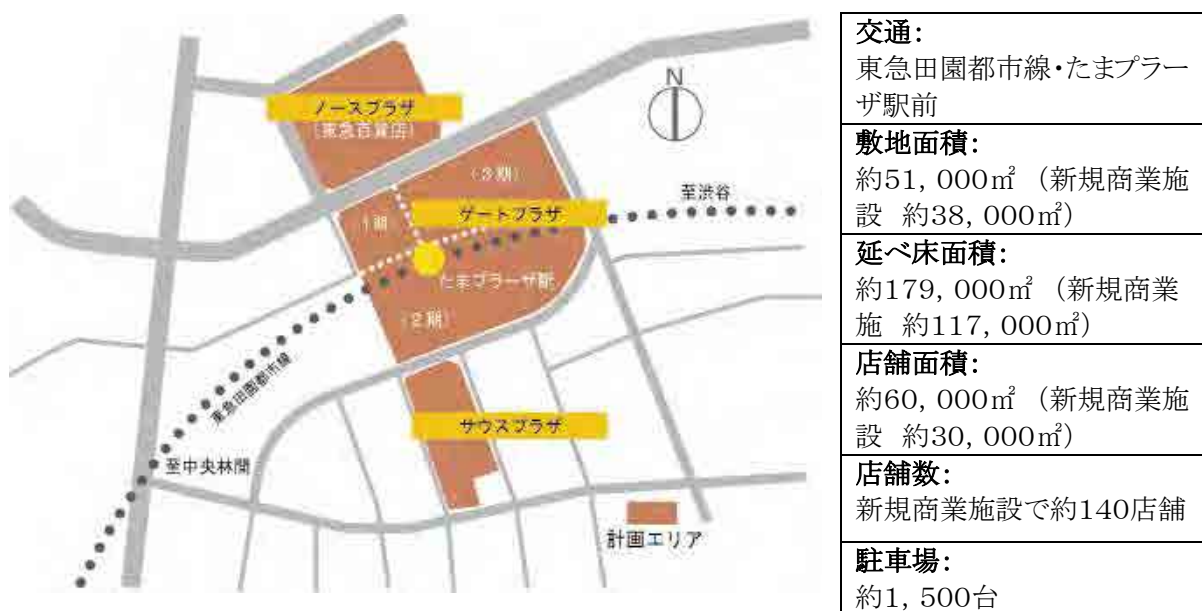 ノースプラザ
(東急百貨店)
N
(3期)
至渋谷
1期
ゲートプラザ
たまプラーザ駅
(2期)
東急田園都市線
サウスプラザ
至中央林間
計画エリア
交通:
東急田園都市線・たまプラー
ザ駅前
敷地面積:
約51,000㎡ (新規商業施
設 約38,000㎡)
延べ床面積:
約179,000㎡ (新規商業
施 約117,000㎡)
店舗面積:
約60,000㎡ (新規商業施
設 約30,000㎡)
店舗数:
新規商業施設で約140店舗
駐車場:
約1,500台